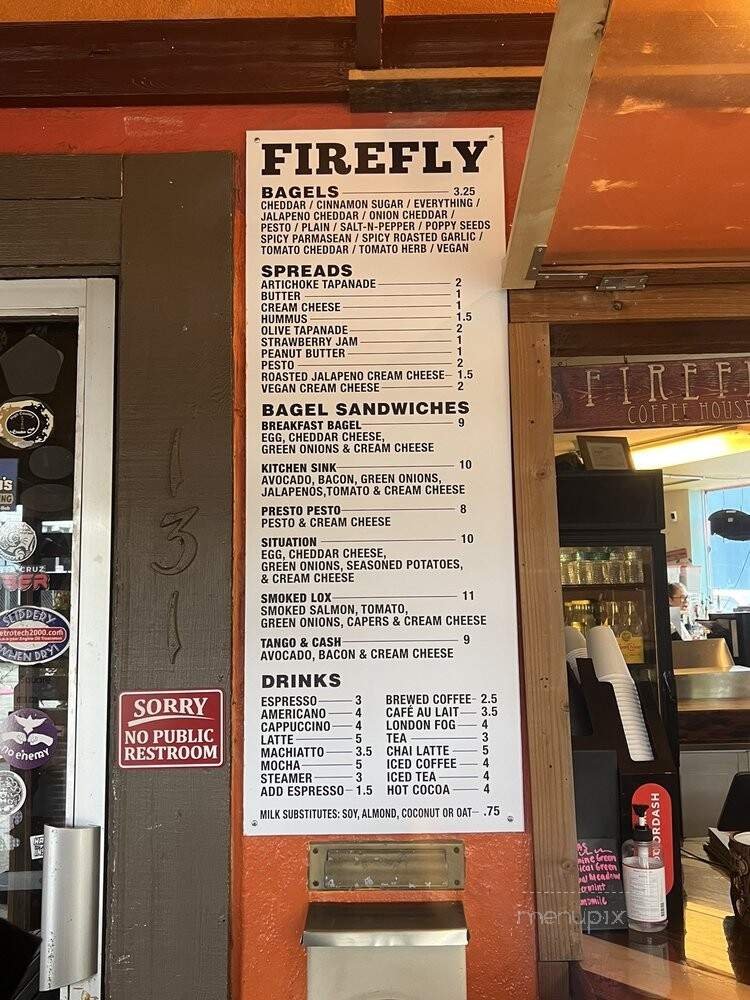 FIREFLY
BAGELS 3.25
CHEDDAR / CINNAMON SUGAR / EVERYTHING /
JALAPENO CHEDDAR / ONION CHEDDAR /
PESTO / PLAIN / SALT-N-PEPPER / POPPY SEEDS
SPICY PARMASEAN / SPICY ROASTED GARLIC /
TOMATO CHEDDAR / TOMATO HERB / VEGAN
SPREADS
ARTICHOKE TAPANADE 2
BUTTER 1
CREAM CHEESE 1
HUMMUS 1.5
OLIVE TAPANADE 2
STRAWBERRY JAM 1
PEANUT BUTTER 1
PESTO 2
ROASTED JALAPENO CREAM CHEESE 1.5
VEGAN CREAM CHEESE 2
BAGEL SANDWICHES
BREAKFAST BAGEL 9
EGG, CHEDDAR CHEESE,
GREEN ONIONS & CREAM CHEESE
KITCHEN SINK 10
AVOCADO, BACON, GREEN ONIONS,
JALAPENOS,TOMATO & CREAM CHEESE
PRESTO PESTO 8
PESTO & CREAM CHEESE
SITUATION 10
EGG, CHEDDAR CHEESE,
GREEN ONIONS, SEASONED POTATOES,
& CREAM CHEESE
SMOKED LOX 11
SMOKED SALMON, TOMATO,
GREEN ONIONS, CAPERS & CREAM CHEESE
TANGO & CASH 9
AVOCADO, BACON & CREAM CHEESE
DRINKS
ESPRESSO 3
AMERICANO 4
CAPPUCCINO 4
LATTE 5
MACHIATTO 3.5
MOCHA 5
STEAMER 3
ADD ESPRESSO 1.5
BREWED COFFEE 2.5
CAFÉ AU LAIT 3.5
LONDON FOG 4
TEA 3
CHAI LATTE 5
ICED COFFEE 4
ICED TEA 4
HOT COCOA 4
MILK SUBSTITUTES: SOY, ALMOND, COCONUT OR OAT .75
131
SORRY
NO PUBLIC
RESTROOM
SLIPPERY
etrotech2000.com
WHEN DRY!
no enemy
FIREF
COFFEE HOUS
ORDASH
menupix